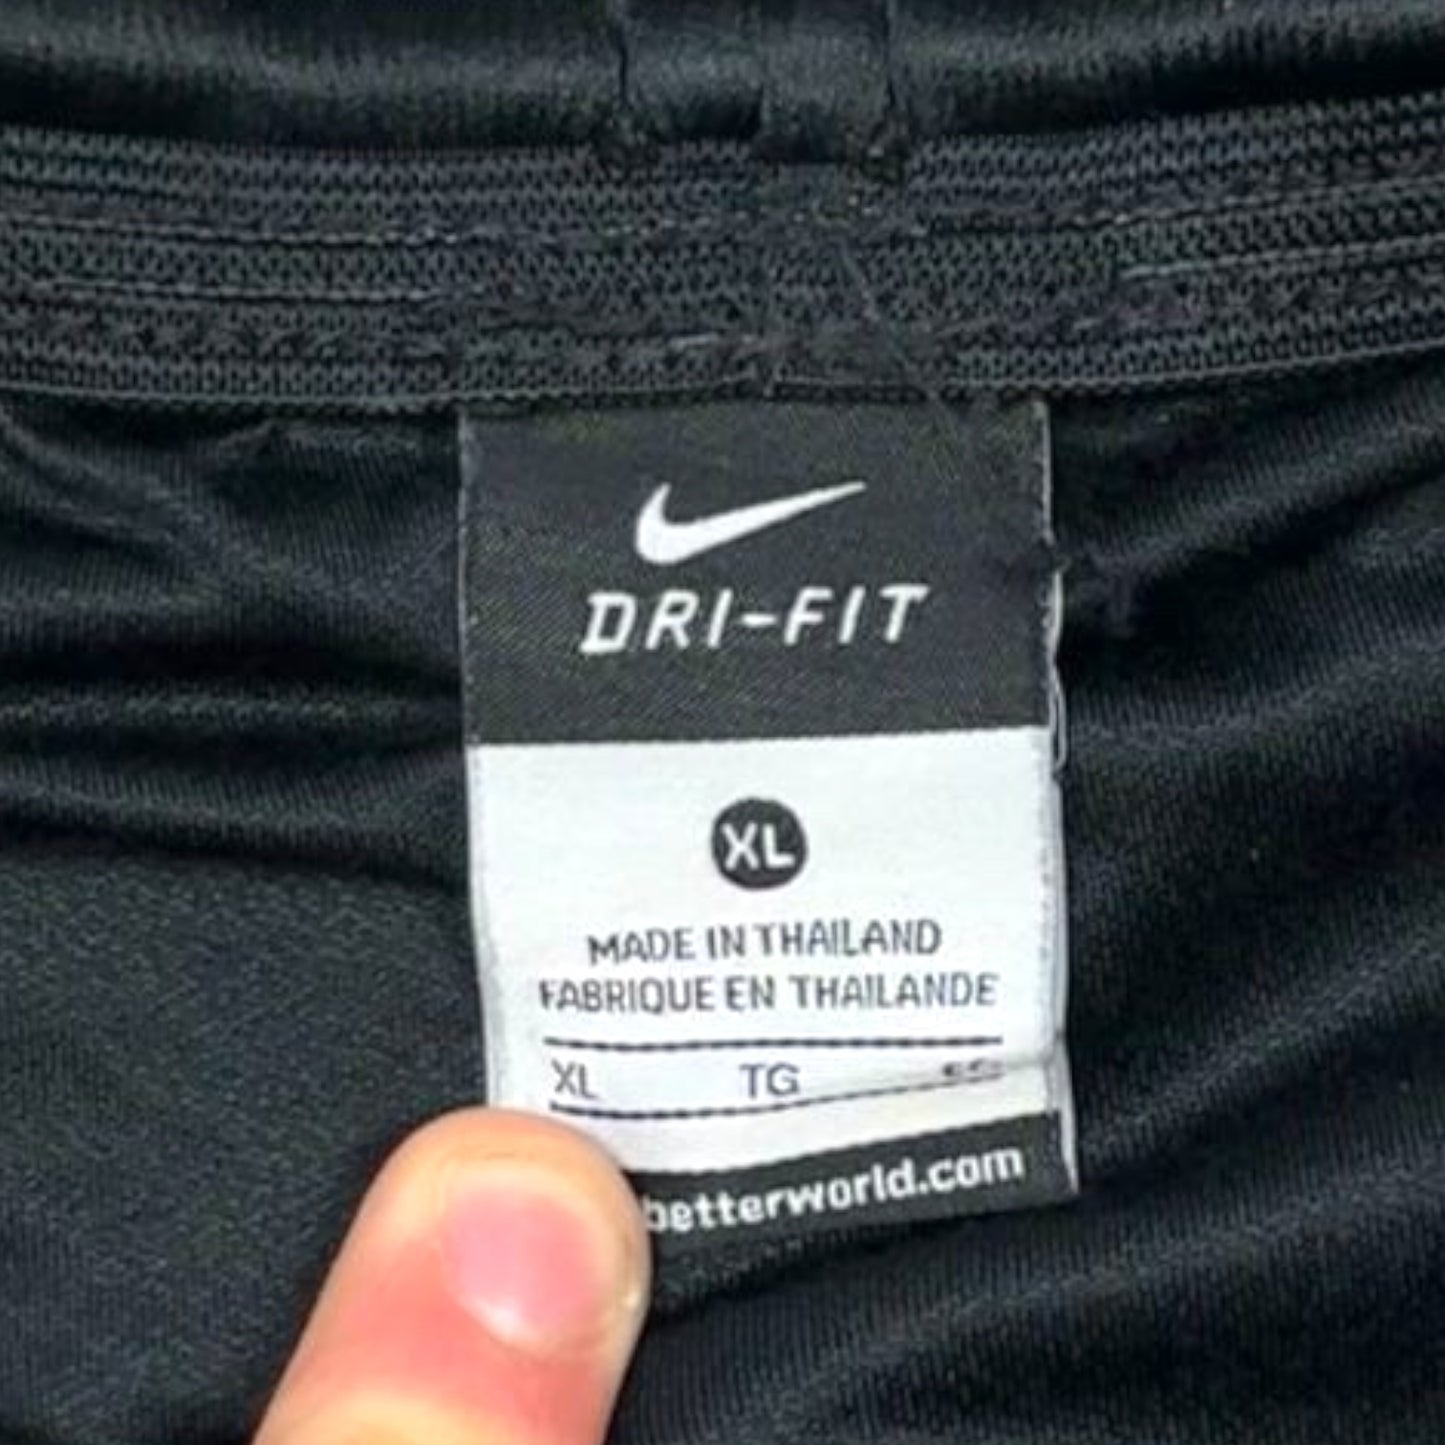 DRI-FIT
XL
MADE IN THAILAND
FABRIQUE EN THAILANDE
XL TG
betterworld.com